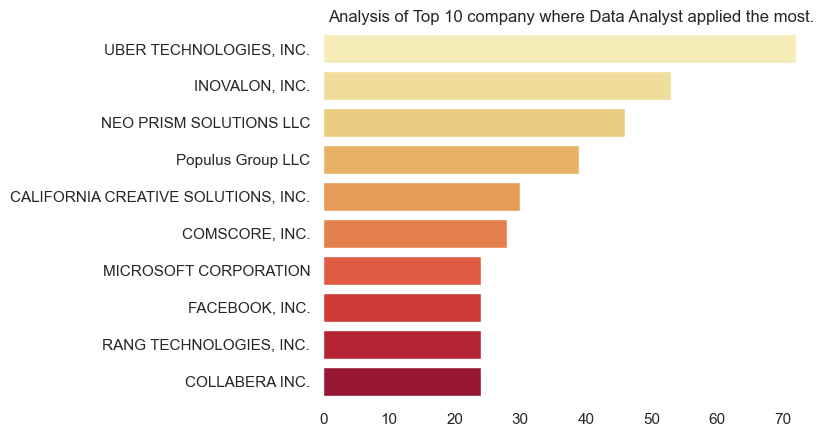 Analysis of Top 10 company where Data Analyst applied the most.
UBER TECHNOLOGIES, INC.
INOVALON, INC.
NEO PRISM SOLUTIONS LLC
Populus Group LLC
CALIFORNIA CREATIVE SOLUTIONS, INC.
COMSCORE, INC.
MICROSOFT CORPORATION
FACEBOOK, INC.
RANG TECHNOLOGIES, INC.
COLLABERA INC.
0 10 20 30 40 50 60 70